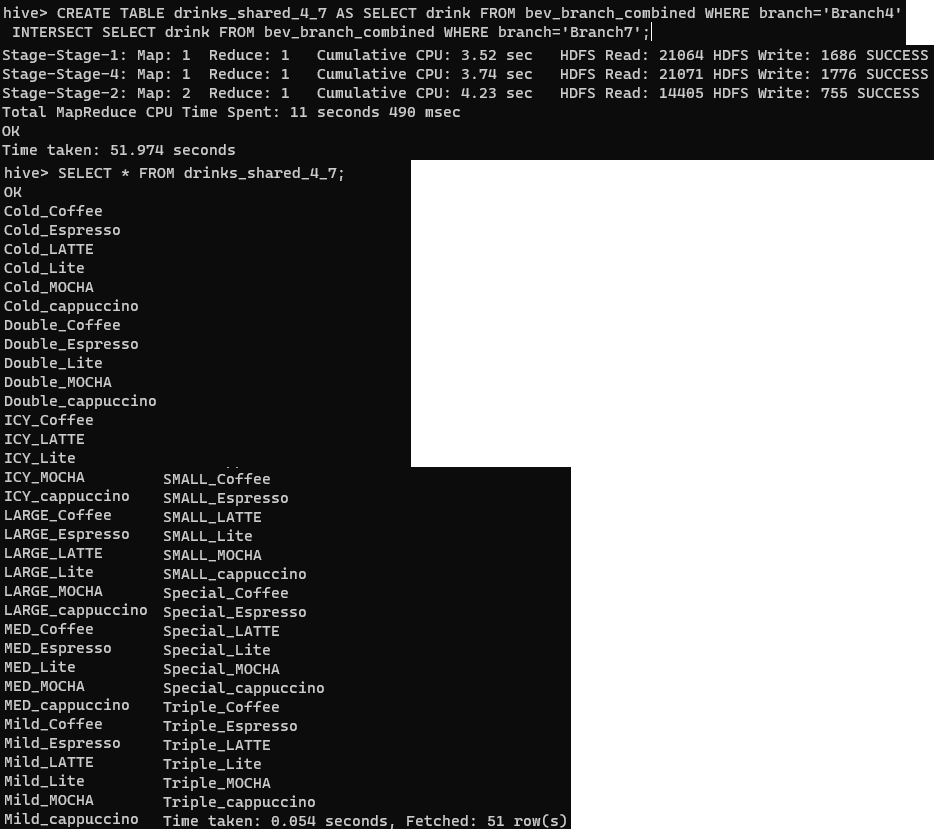 hive> CREATE TABLE drinks_shared_4_7 AS SELECT drink FROM bev_branch_combined WHERE branch='Branch4'
INTERSECT SELECT drink FROM bev_branch_combined WHERE branch='Branch7';
Stage-Stage-1: Map: 1  Reduce: 1   Cumulative CPU: 3.52 sec   HDFS Read: 21064 HDFS Write: 1686 SUCCESS
Stage-Stage-4: Map: 1  Reduce: 1   Cumulative CPU: 3.74 sec   HDFS Read: 21071 HDFS Write: 1776 SUCCESS
Stage-Stage-2: Map: 2  Reduce: 1   Cumulative CPU: 4.23 sec   HDFS Read: 14405 HDFS Write: 755 SUCCESS
Total MapReduce CPU Time Spent: 11 seconds 490 msec
OK
Time taken: 51.974 seconds
hive> SELECT * FROM drinks_shared_4_7;
OK
Cold_Coffee
Cold_Espresso
Cold_LATTE
Cold_Lite
Cold_MOCHA
Cold_cappuccino
Double_Coffee
Double_Espresso
Double_Lite
Double_MOCHA
Double_cappuccino
ICY_Coffee
ICY_LATTE
ICY_Lite
ICY_MOCHA
ICY_cappuccino
LARGE_Coffee
LARGE_Espresso
LARGE_LATTE
LARGE_Lite
LARGE_MOCHA
LARGE_cappuccino
MED_Coffee
MED_Espresso
MED_Lite
MED_MOCHA
MED_cappuccino
Mild_Coffee
Mild_Espresso
Mild_LATTE
Mild_Lite
Mild_MOCHA
Mild_cappuccino
SMALL_Coffee
SMALL_Espresso
SMALL_LATTE
SMALL_Lite
SMALL_MOCHA
SMALL_cappuccino
Special_Coffee
Special_Espresso
Special_LATTE
Special_Lite
Special_MOCHA
Special_cappuccino
Triple_Coffee
Triple_Espresso
Triple_LATTE
Triple_Lite
Triple_MOCHA
Triple_cappuccino
Time taken: 0.054 seconds, Fetched: 51 row(s)